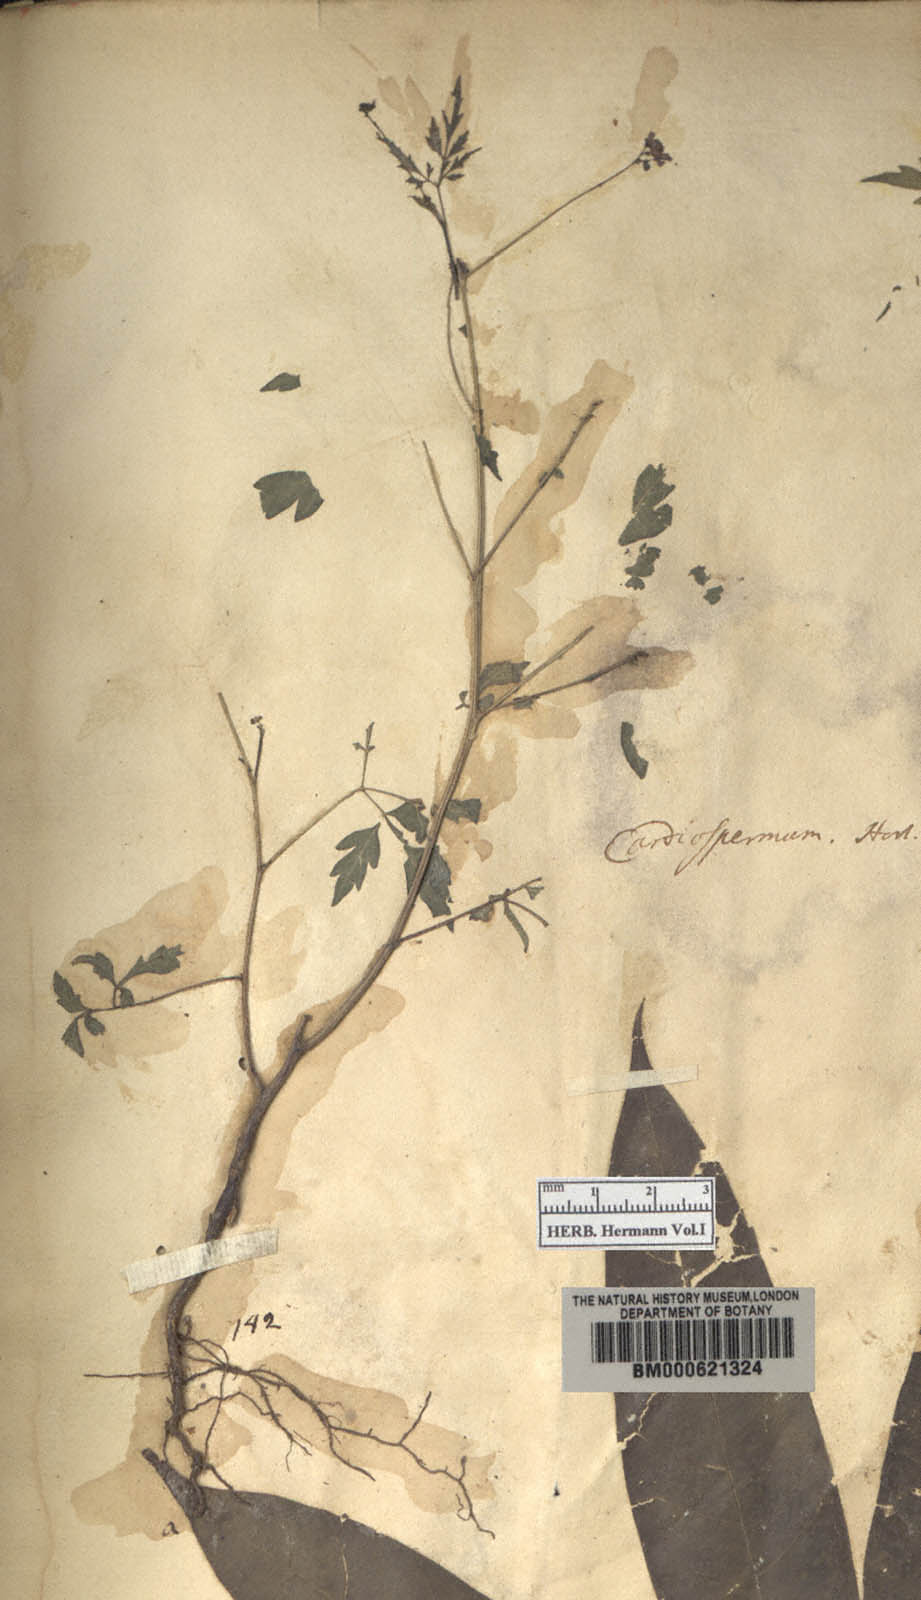 Cardiospermum. Hort.
mm 1 2 3
HERB. Hermann Vol.I
THE NATURAL HISTORY MUSEUM,LONDON
DEPARTMENT OF BOTANY
BM000621324
142
a